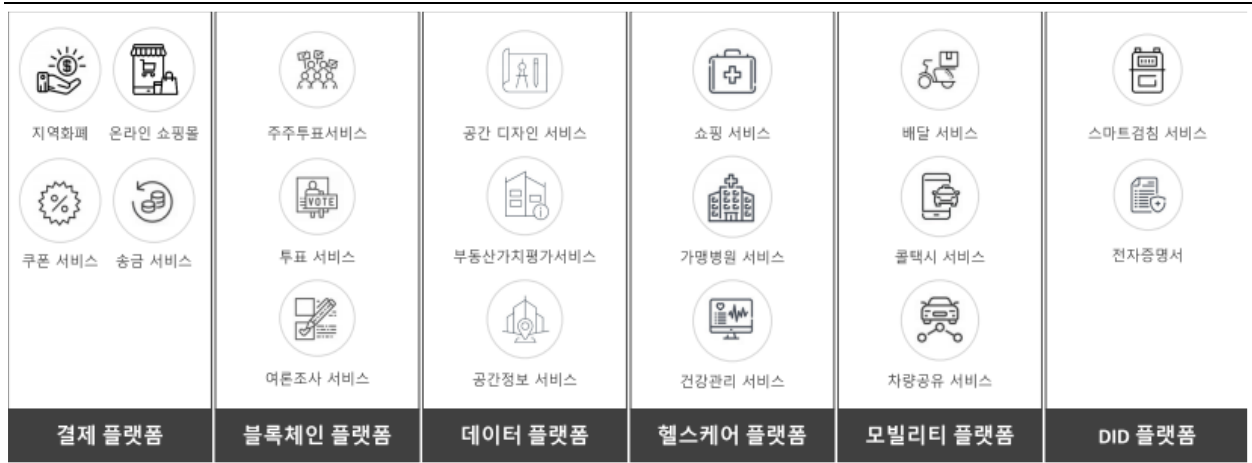 지역화폐 온라인 쇼핑몰
쿠폰 서비스 송금 서비스
결제 플랫폼
주주투표서비스
VOTE
투표 서비스
여론조사 서비스
블록체인 플랫폼
공간 디자인 서비스
부동산가치평가서비스
공간정보 서비스
데이터 플랫폼
쇼핑 서비스
가맹병원 서비스
건강관리 서비스
헬스케어 플랫폼
배달 서비스
콜택시 서비스
차량공유 서비스
모빌리티 플랫폼
스마트검침 서비스
전자증명서
DID 플랫폼